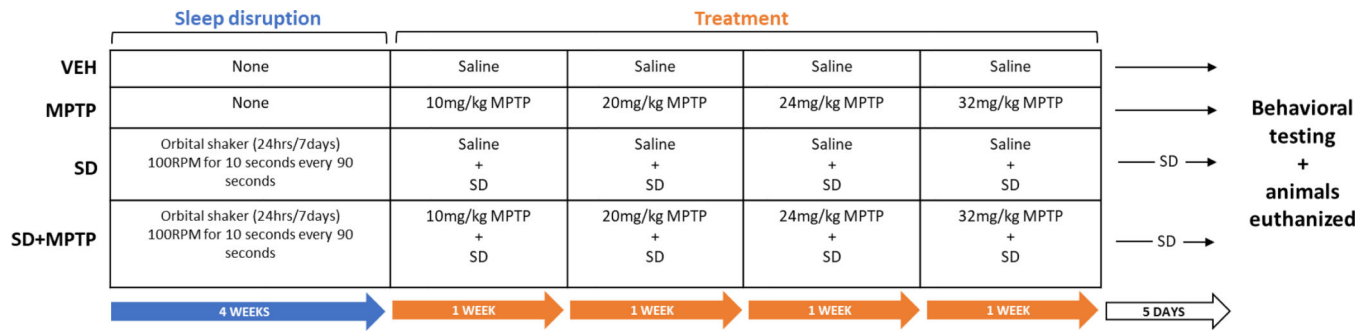 Sleep disruption
Treatment
VEH
None
Saline
Saline
Saline
Saline
MPTP
None
10mg/kg MPTP
20mg/kg MPTP
24mg/kg MPTP
32mg/kg MPTP
SD
Orbital shaker (24hrs/7days)
100RPM for 10 seconds every 90
seconds
Saline
+
SD
Saline
+
SD
Saline
+
SD
Saline
+
SD
SD
SD+MPTP
Orbital shaker (24hrs/7days)
100RPM for 10 seconds every 90
seconds
10mg/kg MPTP
+
SD
20mg/kg MPTP
+
SD
24mg/kg MPTP
+
SD
32mg/kg MPTP
+
SD
SD
Behavioral
testing
+
animals
euthanized
4 WEEKS
1 WEEK
1 WEEK
1 WEEK
1 WEEK
5 DAYS